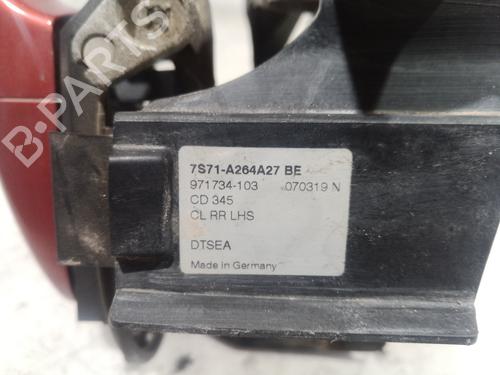 7S71-A264A27 BE
971734-103 070319 N
CD 345
CL RR LHS
DTSEA
Made in Germany
B-PARTS